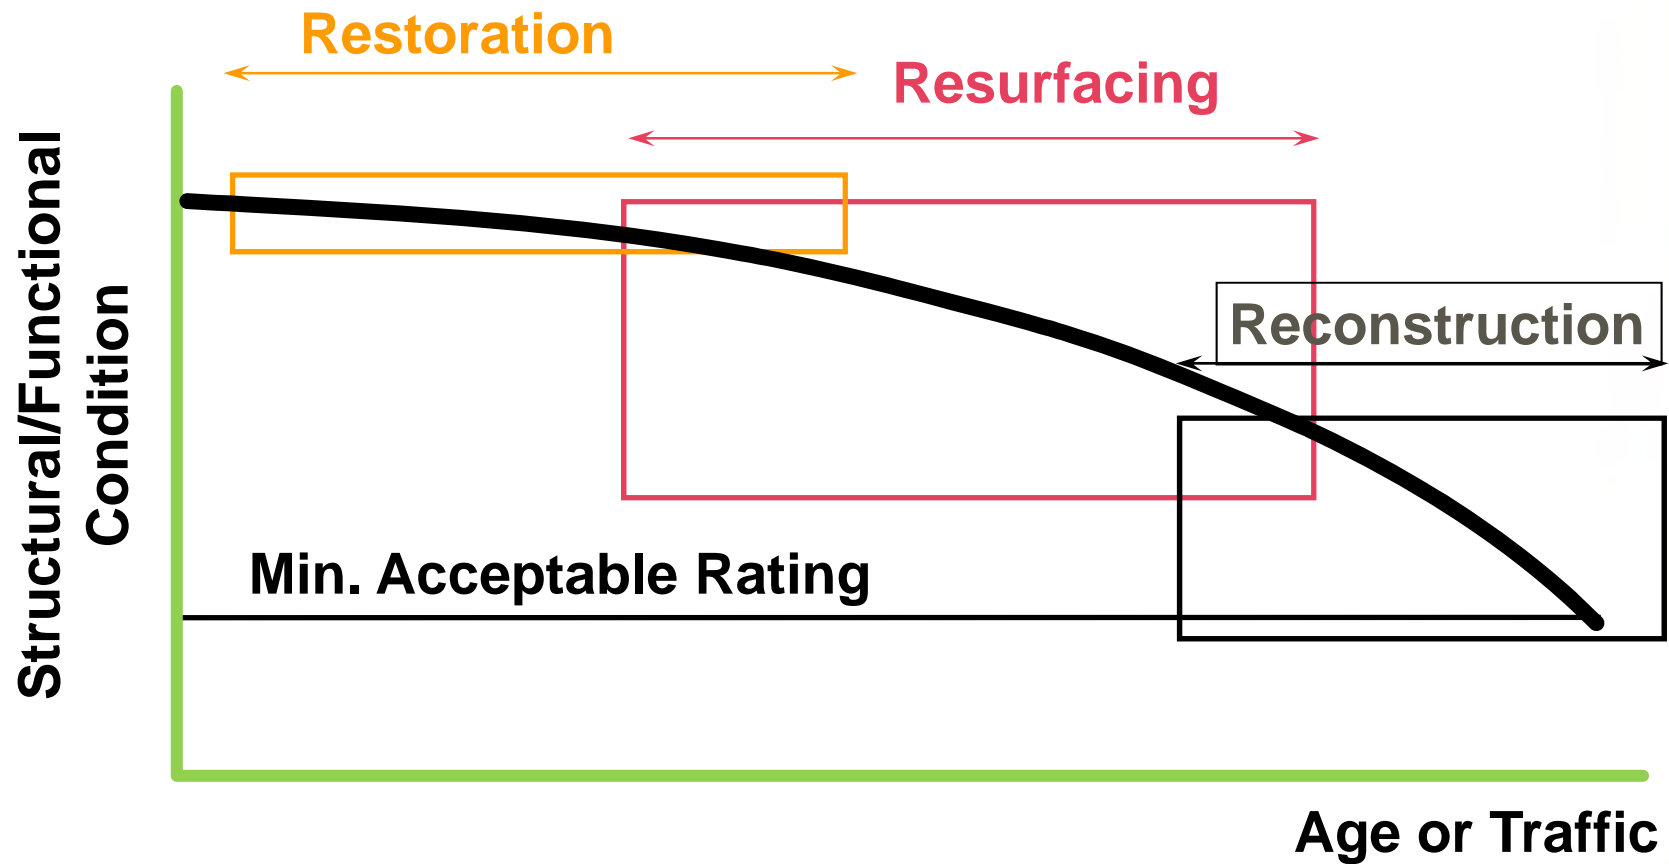 Restoration
Resurfacing
Structural/Functional
Condition
Reconstruction
Min. Acceptable Rating
Age or Traffic